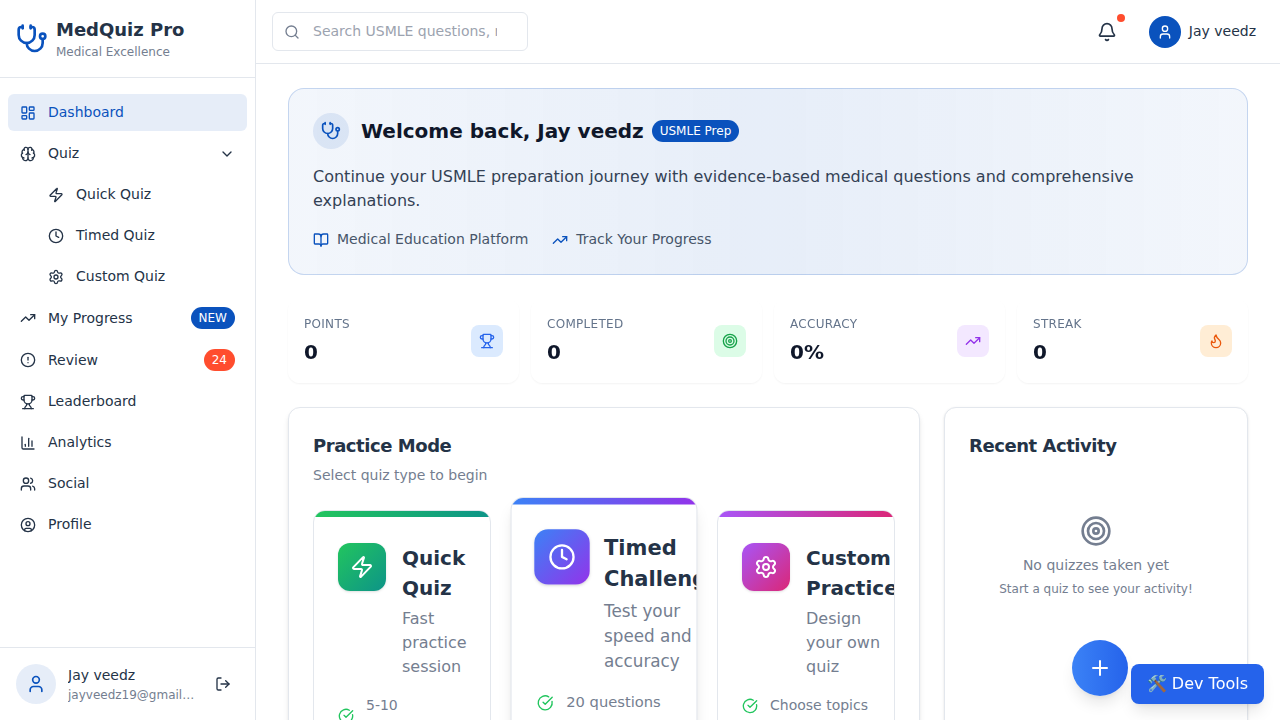 MedQuiz Pro
Medical Excellence
Dashboard
Quiz
Quick Quiz
Timed Quiz
Custom Quiz
My Progress NEW
Review 24
Leaderboard
Analytics
Social
Profile
Jay veedz
jayveedz19@gmail...
Search USMLE questions,
Jay veedz
Welcome back, Jay veedz USMLE Prep
Continue your USMLE preparation journey with evidence-based medical questions and comprehensive
explanations.
Medical Education Platform Track Your Progress
POINTS
0
COMPLETED
0
ACCURACY
0%
STREAK
0
Practice Mode
Select quiz type to begin
Quick
Quiz
Fast
practice
session
5-10
Timed
Challeng
Test your
speed and
accuracy
20 questions
Custom
Practice
Design
your own
quiz
Choose topics
Recent Activity
No quizzes taken yet
Start a quiz to see your activity!
🛠️ Dev Tools